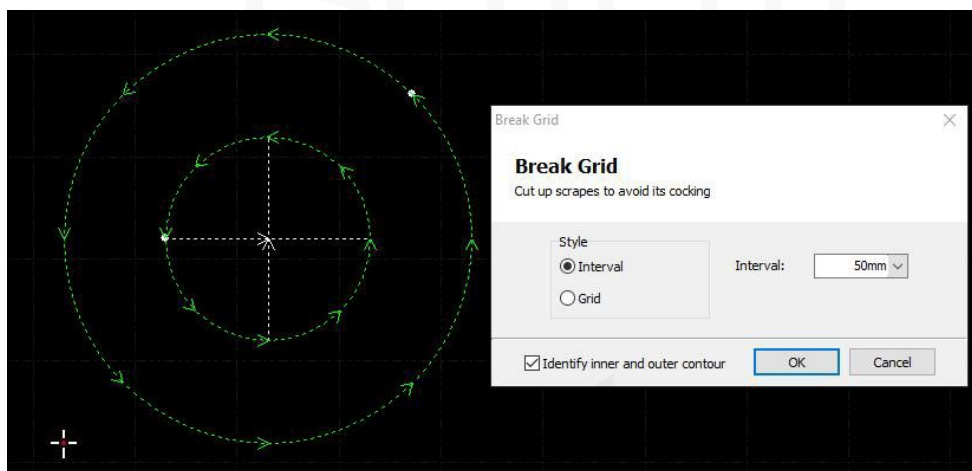 Break Grid
Break Grid
Cut up scrapes to avoid its cocking
Style
Interval
Interval:
50mm
Grid
Identify inner and outer contour
OK
Cancel